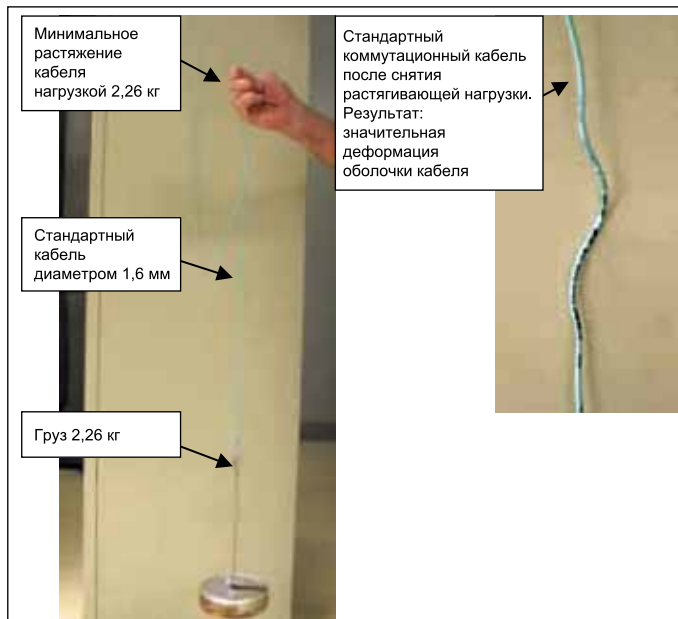 Минимальное
растяжение
кабеля
нагрузкой 2,26 кг
Стандартный
кабель
диаметром 1,6 мм
Груз 2,26 кг
Стандартный
коммутационный кабель
после снятия
растягивающей нагрузки.
Результат:
значительная
деформация
оболочки кабеля